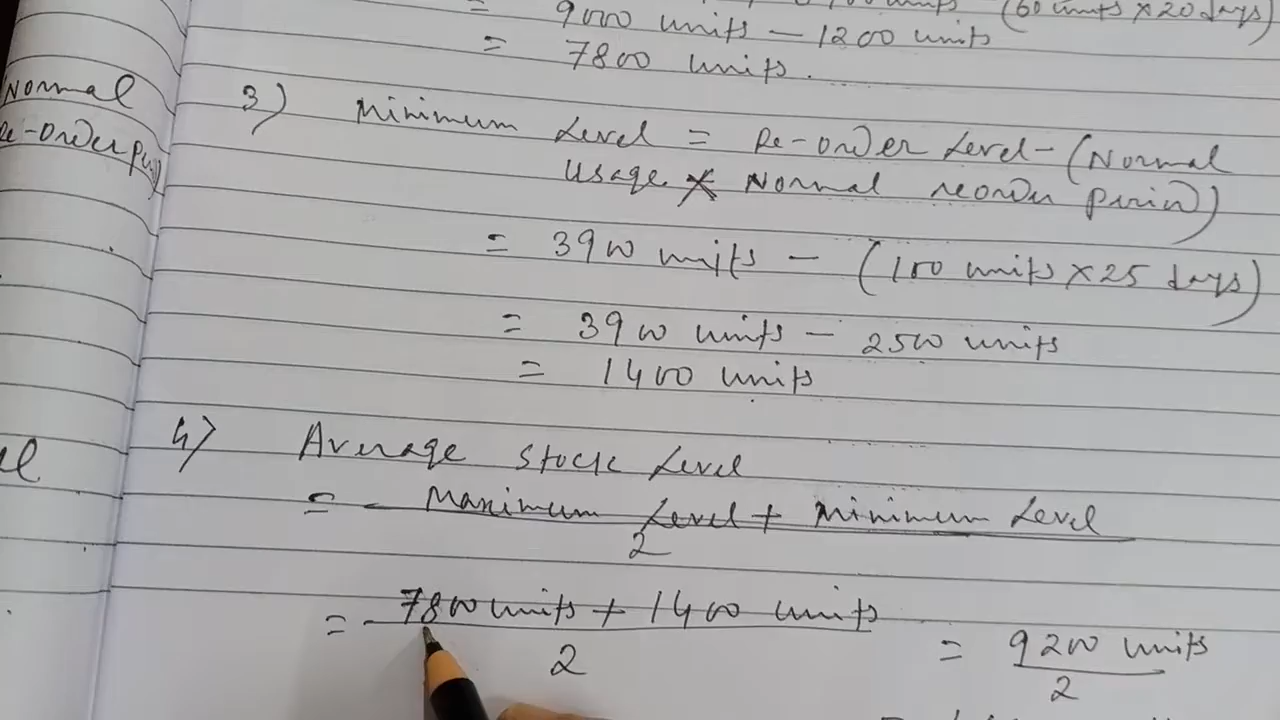 (60 units × 20 days)
= 9000 units - 1200 units
= 7800 units.
Normal
Re-order
3) Minimum Level = Re-order Level - (Normal
Usage × Normal reorder period)
= 3900 units - (100 units × 25 days)
= 3900 units - 2500 units
= 1400 units
4) Average Stock Level
= Maximum Level + Minimum Level
2
= 7800 units + 1400 units
2
= 9200 units
2